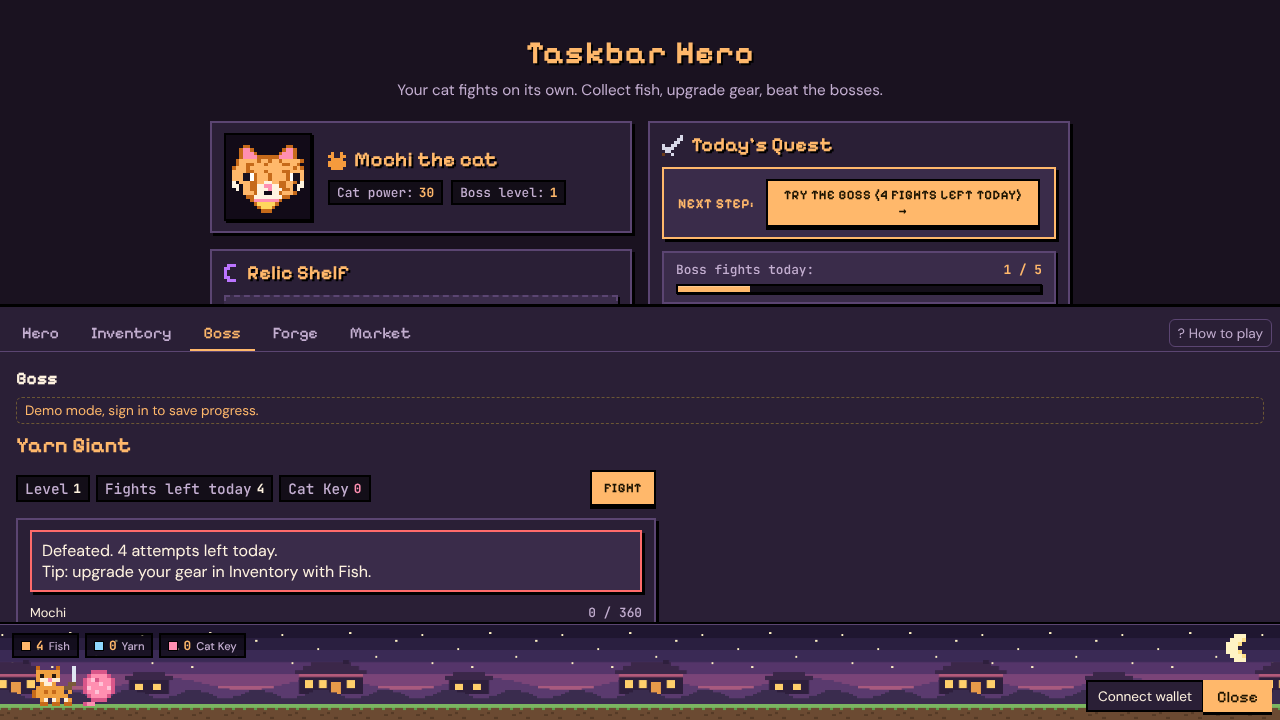 Taskbar Hero
Your cat fights on its own. Collect fish, upgrade gear, beat the bosses.
Mochi the cat
Cat power: 30
Boss level: 1
Relic Shelf
Today's Quest
NEXT STEP:
TRY THE BOSS (4 FIGHTS LEFT TODAY)
→
Boss fights today: 1 / 5
Hero
Inventory
Boss
Forge
Market
? How to play
Boss
Demo mode, sign in to save progress.
Yarn Giant
Level 1
Fights left today 4
Cat Key 0
FIGHT
Defeated. 4 attempts left today.
Tip: upgrade your gear in Inventory with Fish.
Mochi 0 / 360
4 Fish
0 Yarn
0 Cat Key
Connect wallet
Close